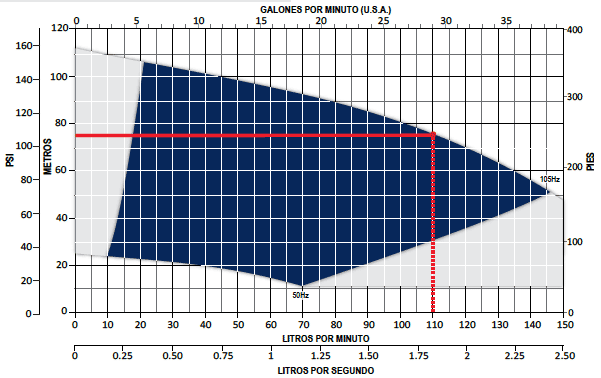 GALONES POR MINUTO (U.S.A.)
0 5 10 15 18 20 25 30 35
PSI
160
140
120
100
80
60
40
20
0
METROS
120
100
80
60
40
20
0
PIES
400
300
200
100
0
105Hz
50Hz
0 10 20 30 40 50 60 70 80 90 100 110 120 130 140 150
LITROS POR MINUTO
0 0.25 0.50 0.75 1 1.25 1.50 1.75 2 2.25 2.50
LITROS POR SEGUNDO